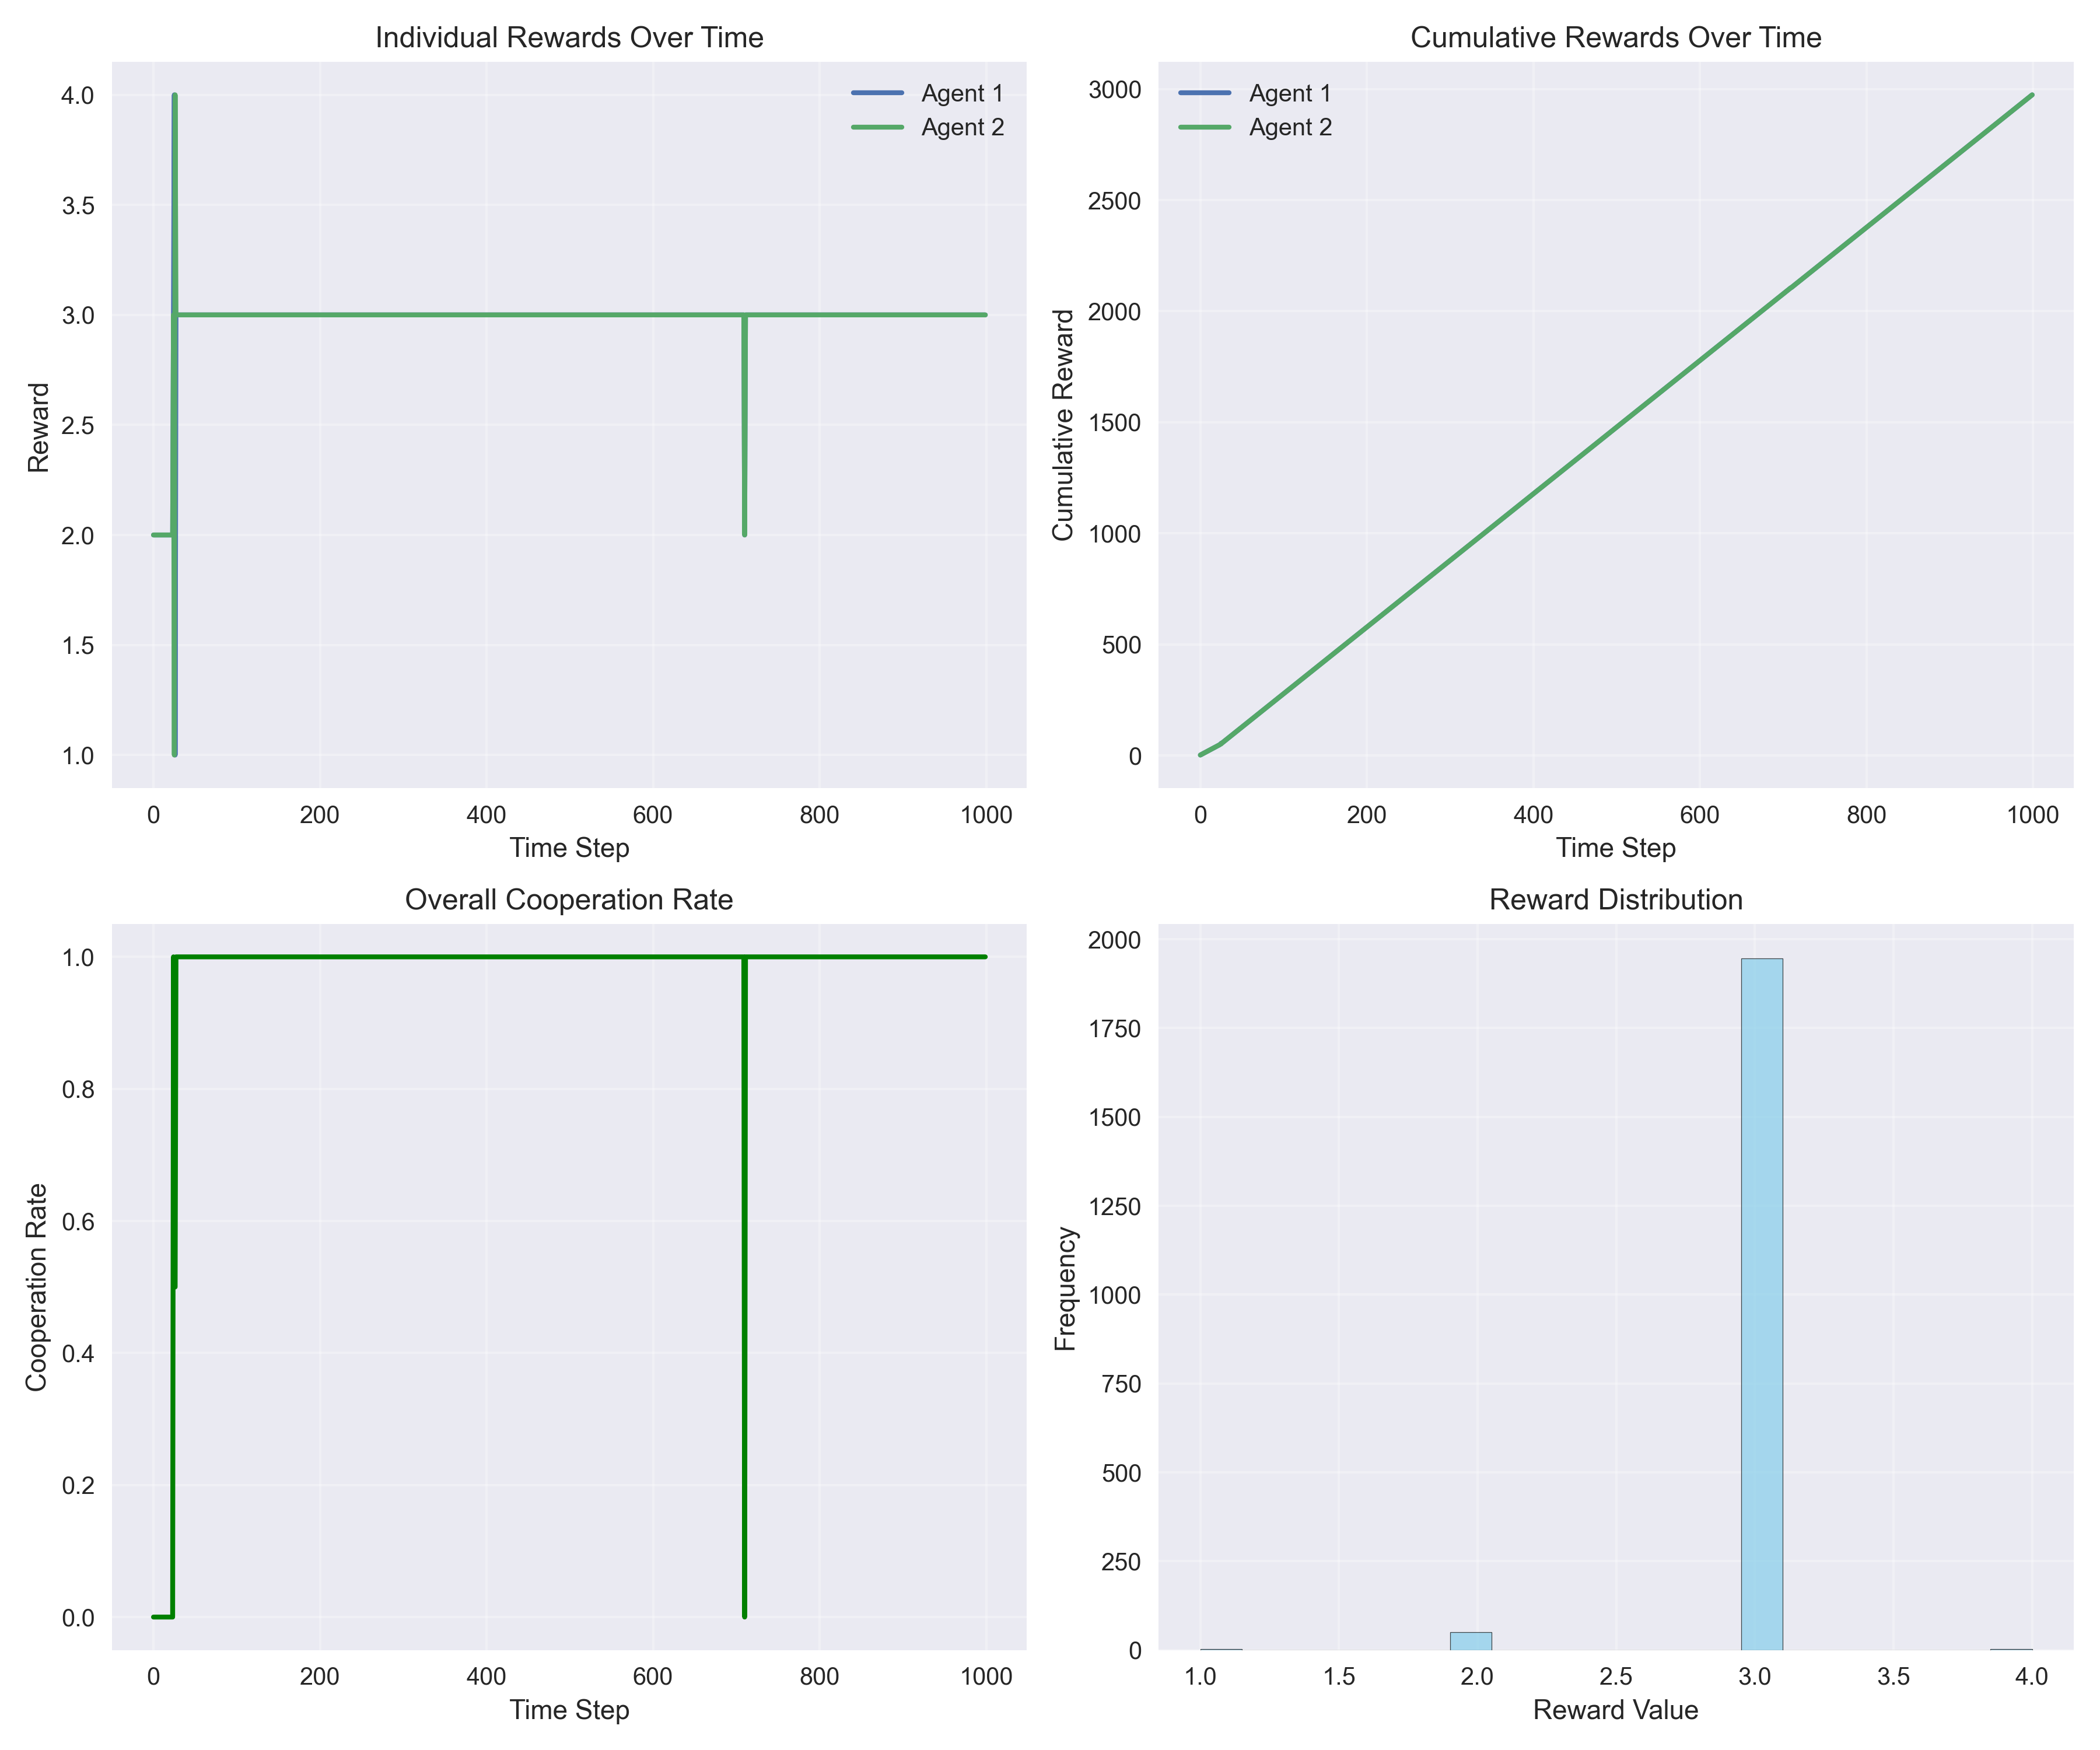 Individual Rewards Over Time
Agent 1
Agent 2
4.0
3.5
3.0
2.5
2.0
1.5
1.0
Reward
0 200 400 600 800 1000
Time Step
Cumulative Rewards Over Time
Agent 1
Agent 2
3000
2500
2000
1500
1000
500
0
Cumulative Reward
0 200 400 600 800 1000
Time Step
Overall Cooperation Rate
1.0
0.8
0.6
0.4
0.2
0.0
Cooperation Rate
0 200 400 600 800 1000
Time Step
Reward Distribution
2000
1750
1500
1250
1000
750
500
250
0
Frequency
1.0 1.5 2.0 2.5 3.0 3.5 4.0
Reward Value